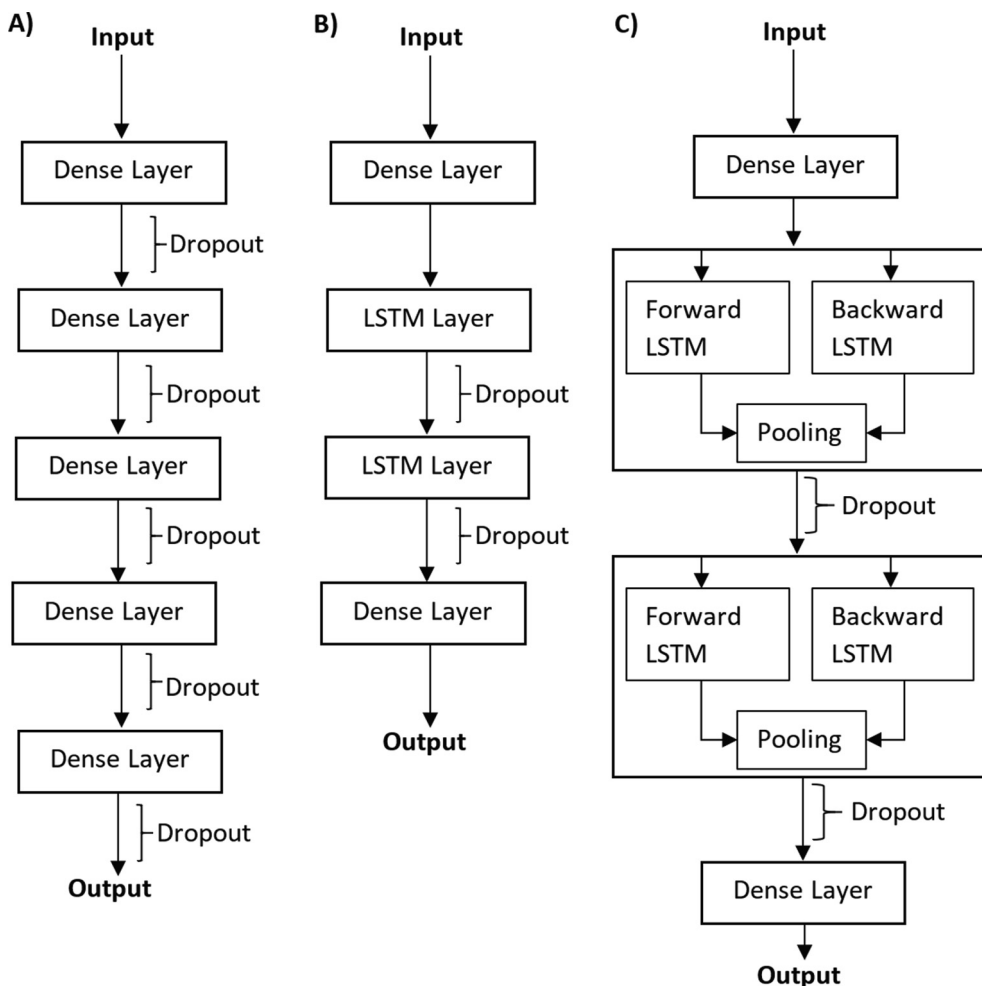 A)
Input
Dense Layer
Dropout
Dense Layer
Dropout
Dense Layer
Dropout
Dense Layer
Dropout
Dense Layer
Dropout
Output
B)
Input
Dense Layer
LSTM Layer
Dropout
LSTM Layer
Dropout
Dense Layer
Output
C)
Input
Dense Layer
Forward
LSTM
Backward
LSTM
Pooling
Dropout
Forward
LSTM
Backward
LSTM
Pooling
Dropout
Dense Layer
Output